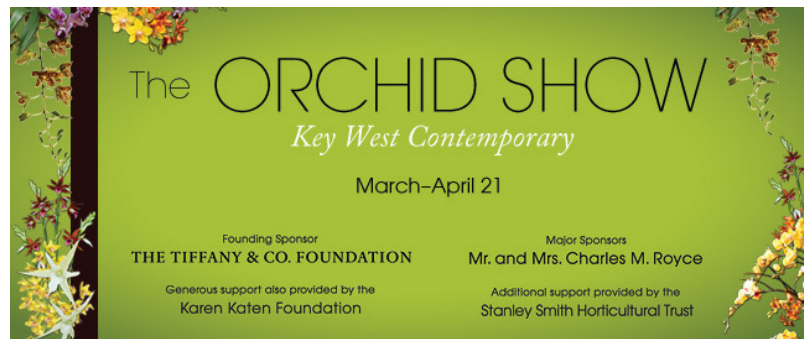 The ORCHID SHOW
Key West Contemporary
March–April 21
Founding Sponsor
THE TIFFANY & CO. FOUNDATION
Generous support also provided by the
Karen Katen Foundation
Major Sponsors
Mr. and Mrs. Charles M. Royce
Additional support provided by the
Stanley Smith Horticultural Trust